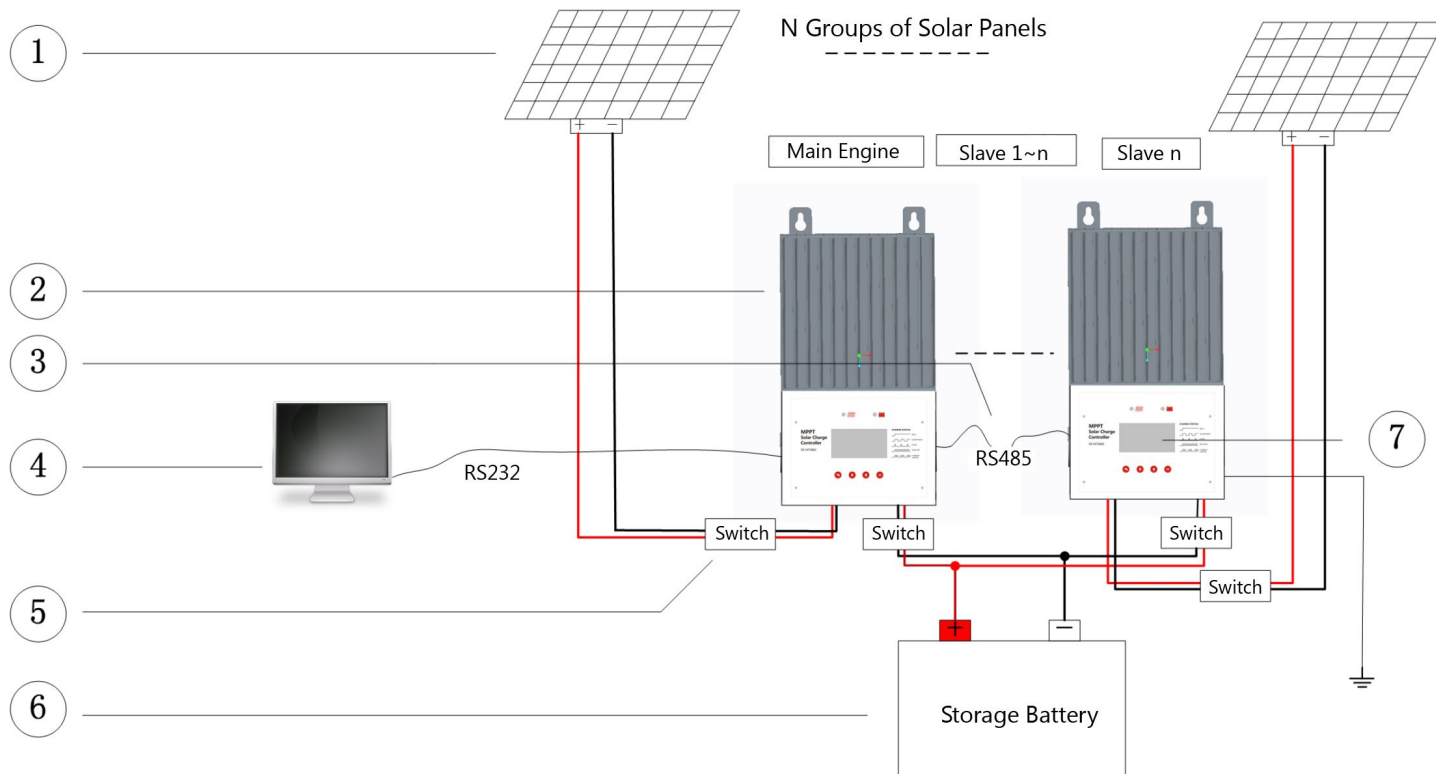 1
N Groups of Solar Panels
+ −
+ −
Main Engine
Slave 1~n
Slave n
2
3
MPPT
Solar Charge
Controller
MPPT
Solar Charge
Controller
7
4
RS232
RS485
Switch
Switch
Switch
Switch
5
+
−
6
Storage Battery